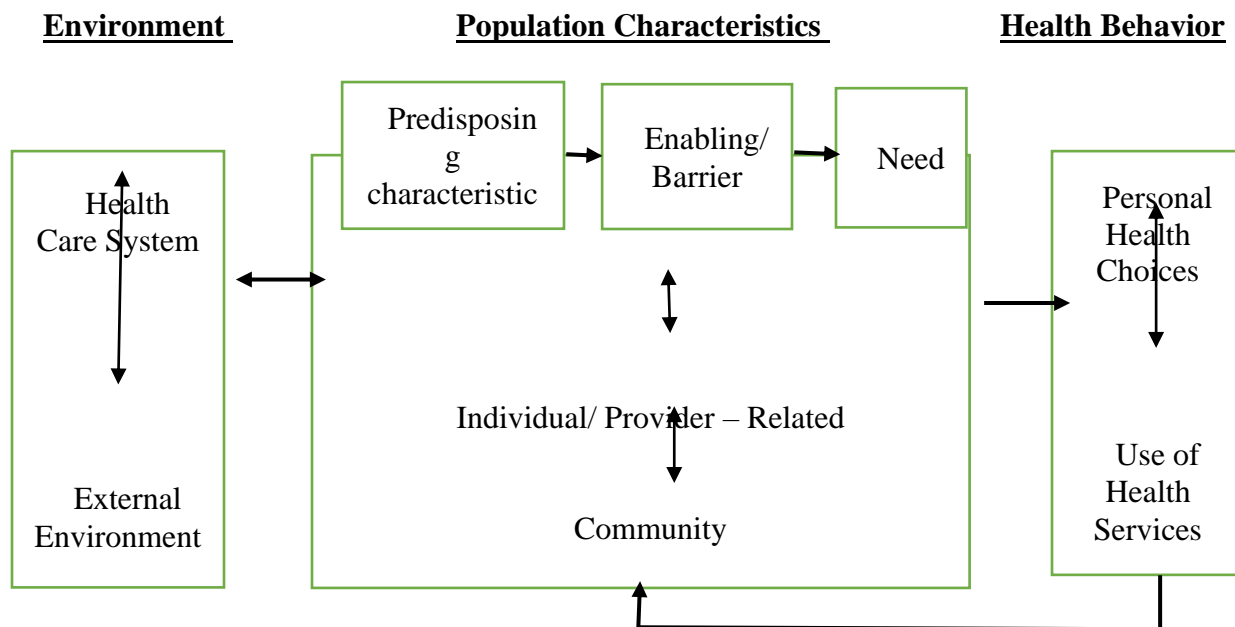 Environment
Population Characteristics
Health Behavior
Predisposin
g
characteristic
Enabling/
Barrier
Need
Health
Care System
External
Environment
Individual/ Provider – Related
Community
Personal
Health
Choices
Use of
Health
Services